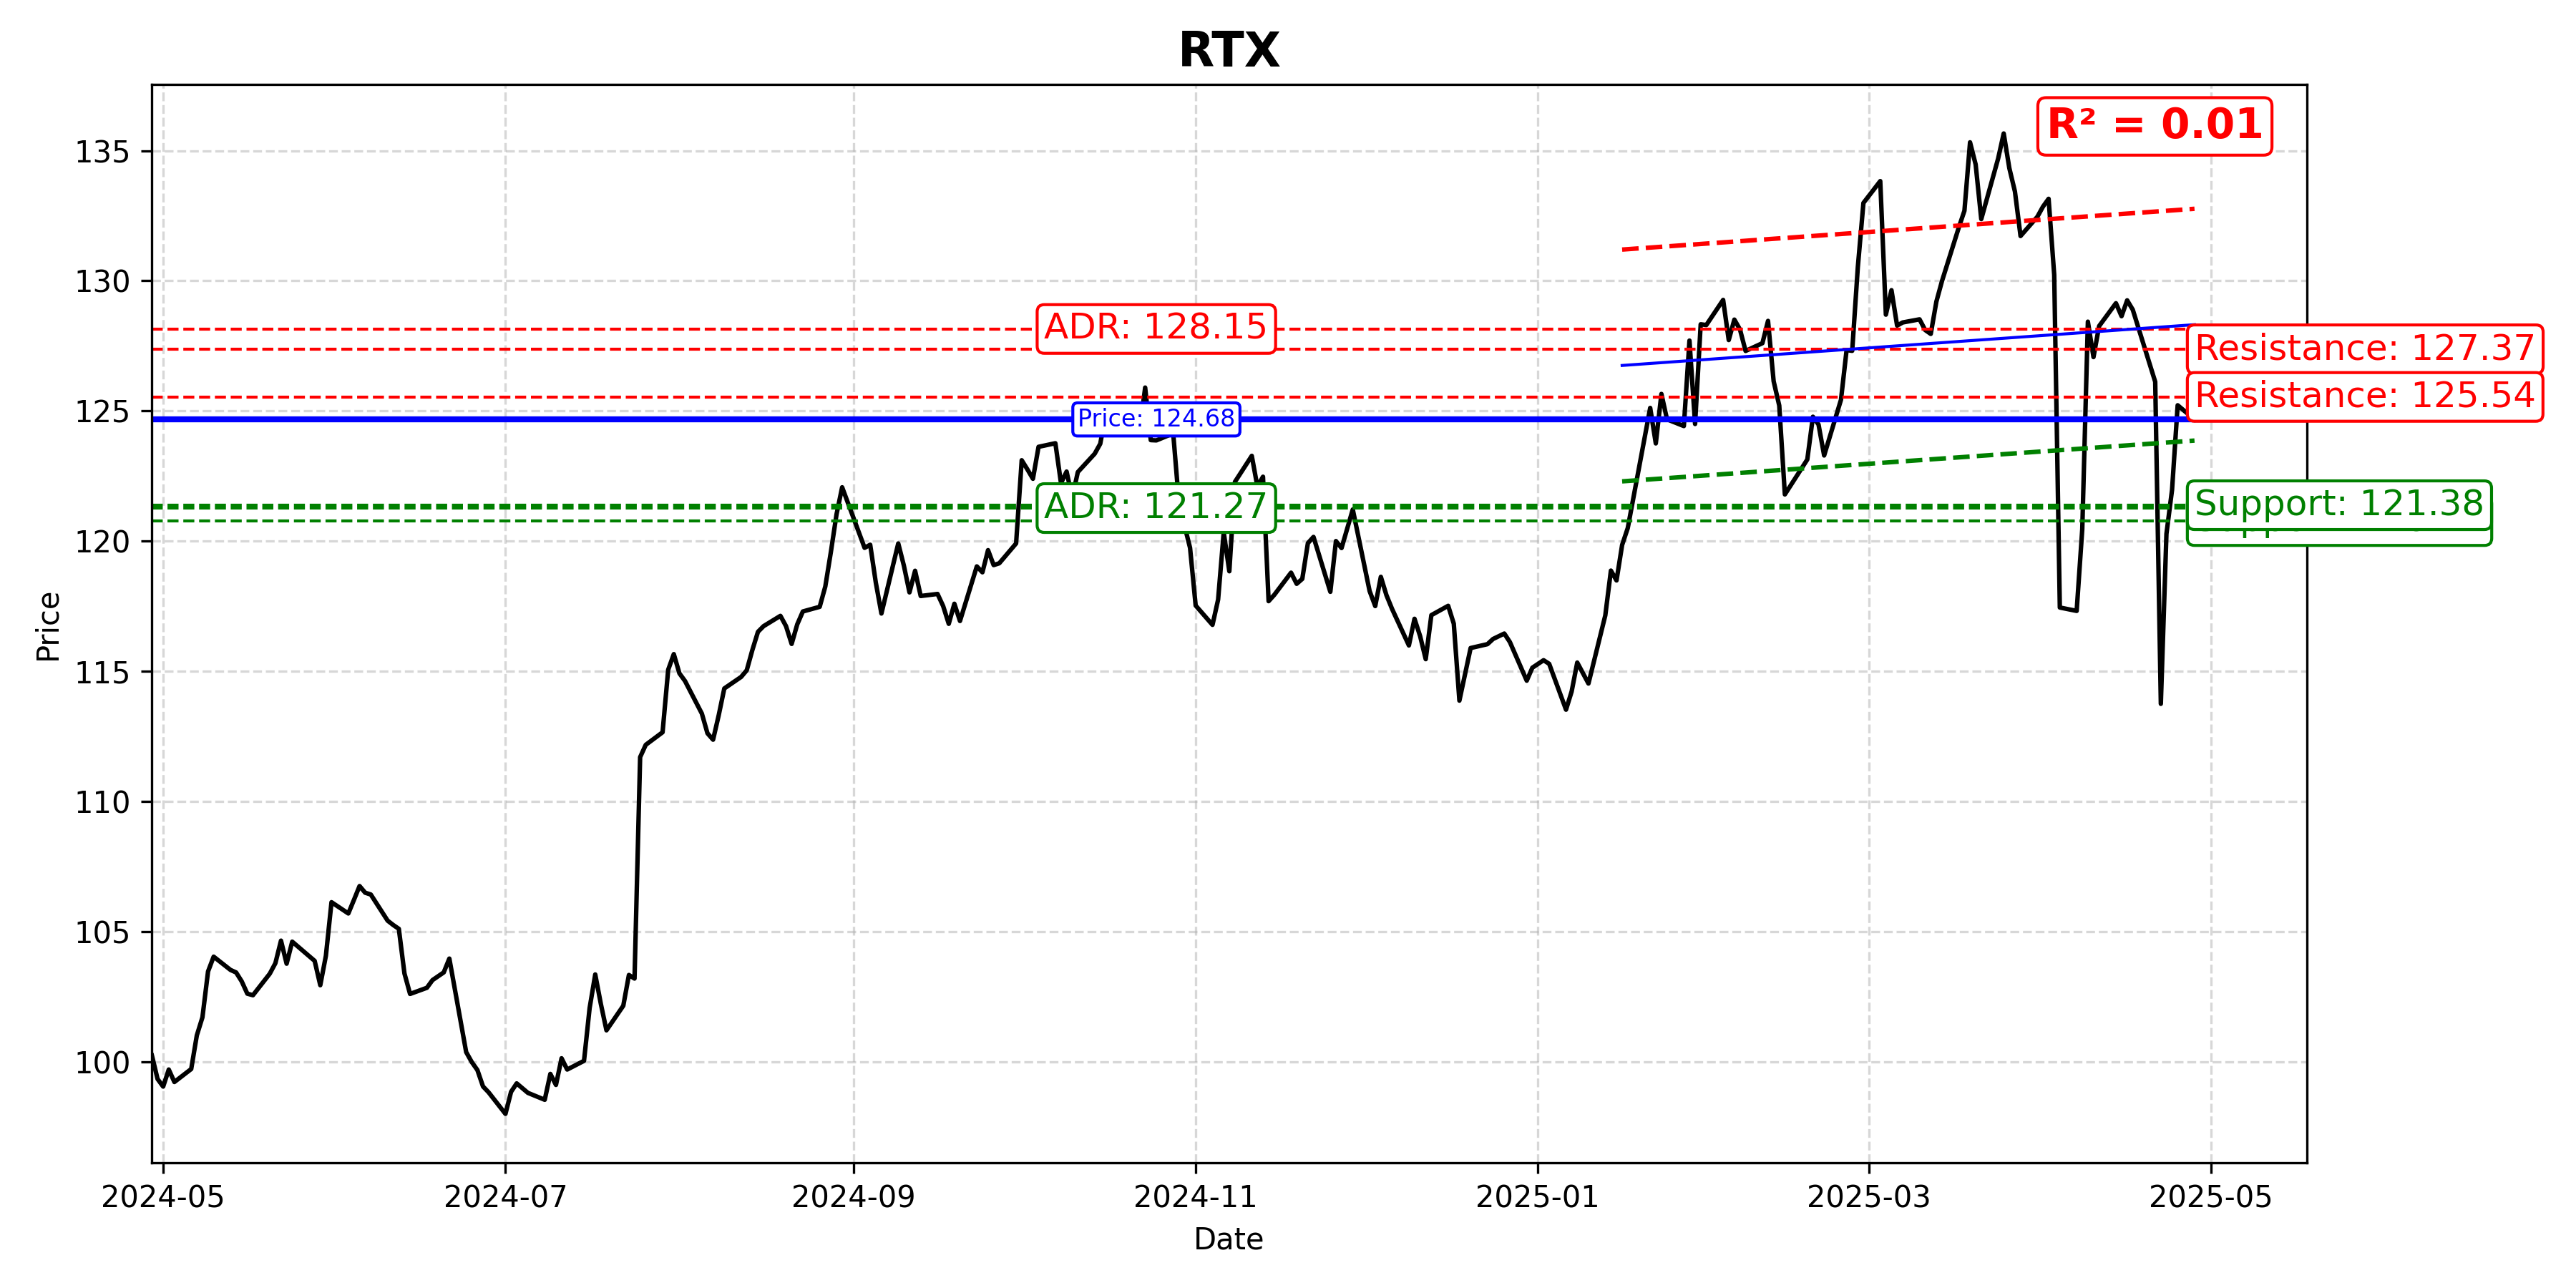 RTX
R² = 0.01
135
130
125
120
115
110
105
100
Price
ADR: 128.15
Resistance: 127.37
Resistance: 125.54
Price: 124.68
ADR: 121.27
Support: 121.38
2024-05
2024-07
2024-09
2024-11
2025-01
2025-03
2025-05
Date